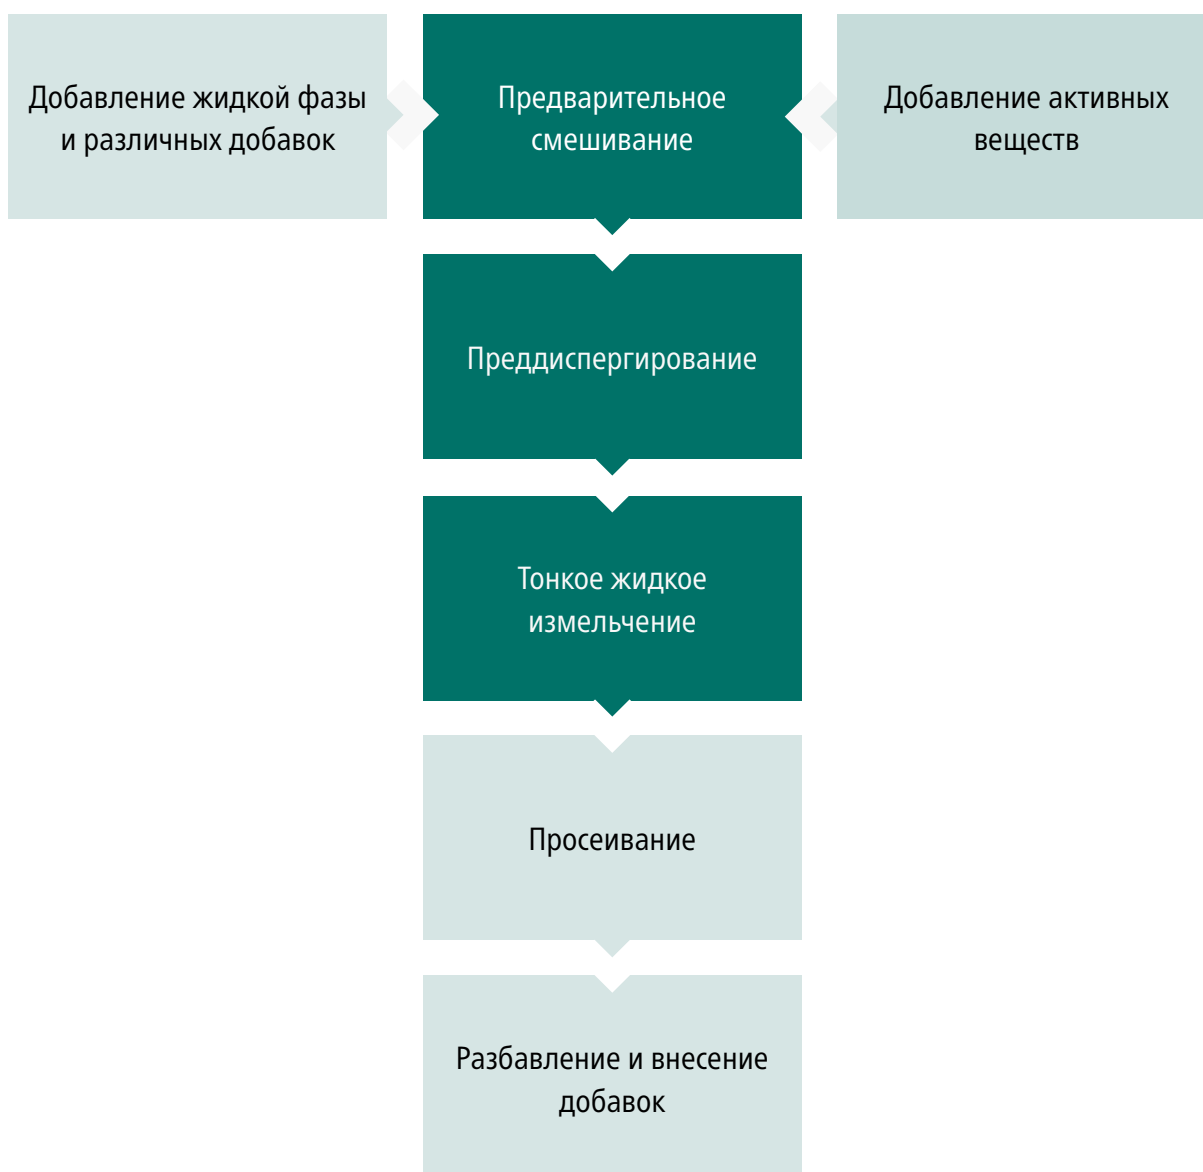 Добавление жидкой фазы
и различных добавок
Предварительное
смешивание
Добавление активных
веществ
Преддиспергирование
Тонкое жидкое
измельчение
Просеивание
Разбавление и внесение
добавок